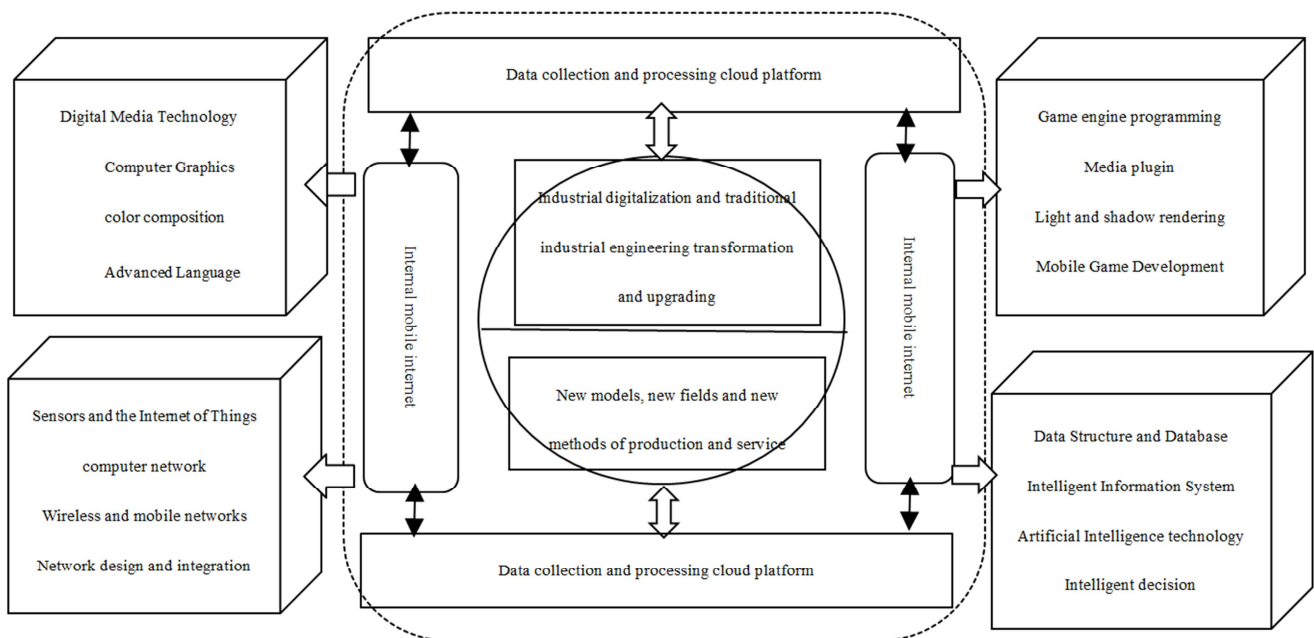 Data collection and processing cloud platform
Digital Media Technology
Computer Graphics
color composition
Advanced Language
Sensors and the Internet of Things
computer network
Wireless and mobile networks
Network design and integration
Internal mobile internet
Industrial digitalization and traditional
industrial engineering transformation
and upgrading
New models, new fields and new
methods of production and service
Internal mobile internet
Game engine programming
Media plugin
Light and shadow rendering
Mobile Game Development
Data Structure and Database
Intelligent Information System
Artificial Intelligence technology
Intelligent decision
Data collection and processing cloud platform